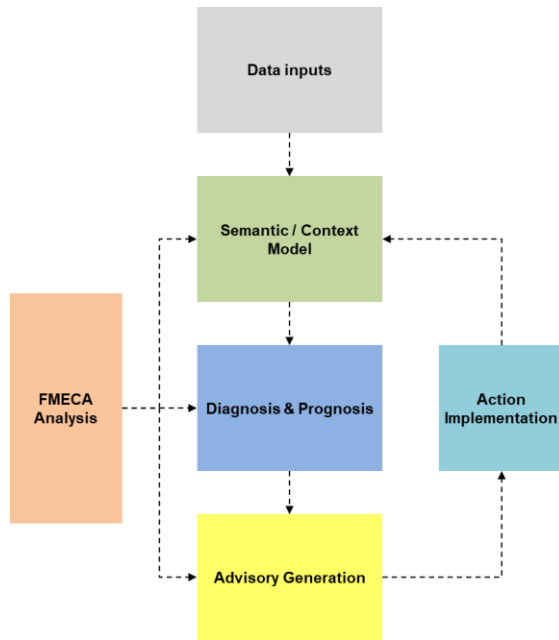 Data inputs
Semantic / Context
Model
FMECA
Analysis
Diagnosis & Prognosis
Action
Implementation
Advisory Generation